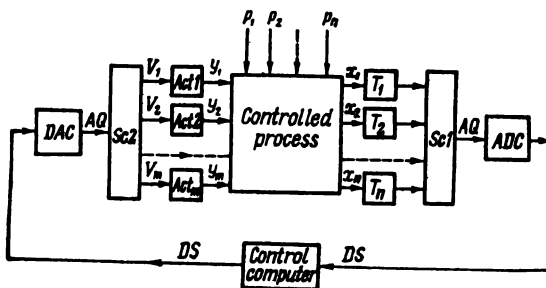 p₁ p₂ pₙ
V₁ Act1 y₁ x₁ T₁
V₂ Act2 y₂ Controlled process x₂ T₂
DAC AQ Sc2 Sc1 AQ ADC
Vₘ Actₘ yₘ xₙ Tₙ
DS Control computer DS